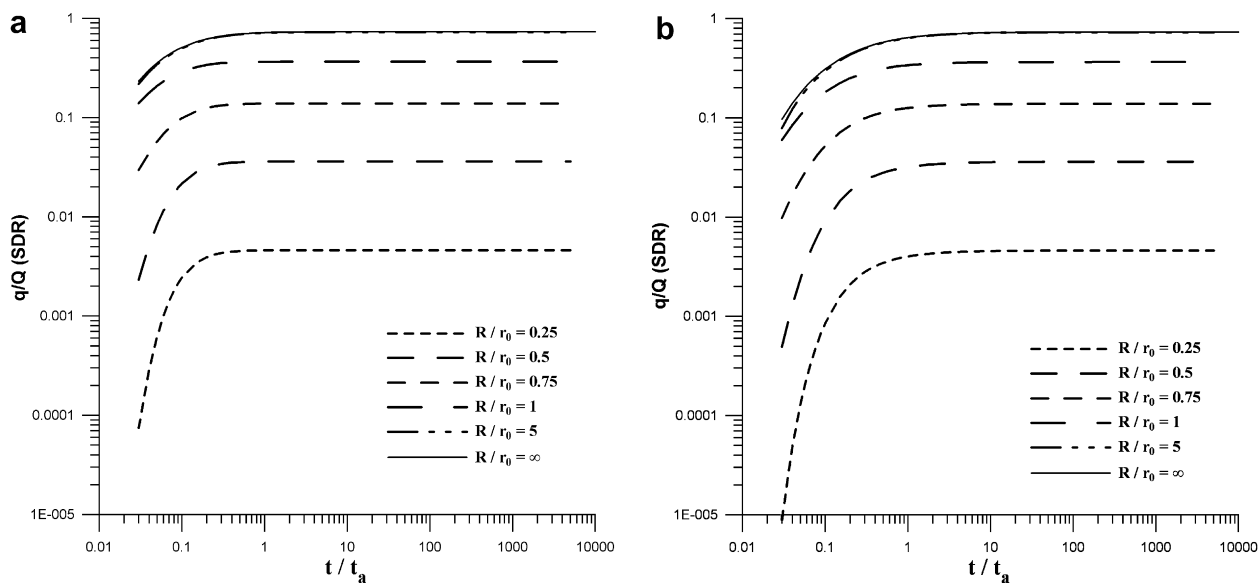 a
1
0.1
0.01
0.001
0.0001
1E-005
q/Q (SDR)
0.01 0.1 1 10 100 1000 10000
t / ta
R / r0 = 0.25
R / r0 = 0.5
R / r0 = 0.75
R / r0 = 1
R / r0 = 5
R / r0 = ∞
b
1
0.1
0.01
0.001
0.0001
1E-005
q/Q (SDR)
0.01 0.1 1 10 100 1000 10000
t / ta
R / r0 = 0.25
R / r0 = 0.5
R / r0 = 0.75
R / r0 = 1
R / r0 = 5
R / r0 = ∞